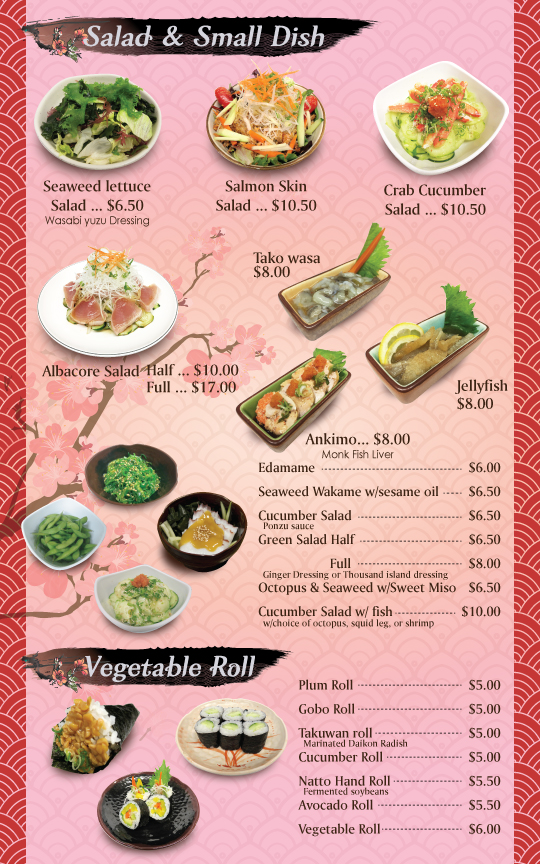 Salad & Small Dish
Seaweed lettuce
Salad ... $6.50
Wasabi yuzu Dressing
Salmon Skin
Salad ... $10.50
Crab Cucumber
Salad ... $10.50
Tako wasa
$8.00
Albacore Salad Half ... $10.00
Full ... $17.00
Jellyfish
$8.00
Ankimo... $8.00
Monk Fish Liver
Edamame $6.00
Seaweed Wakame w/sesame oil $6.50
Cucumber Salad $6.50
Ponzu sauce
Green Salad Half $6.50
Full $8.00
Ginger Dressing or Thousand island dressing
Octopus & Seaweed w/Sweet Miso $6.50
Cucumber Salad w/ fish $10.00
w/choice of octopus, squid leg, or shrimp
Vegetable Roll
Plum Roll $5.00
Gobo Roll $5.00
Takuwan roll $5.00
Marinated Daikon Radish
Cucumber Roll $5.00
Natto Hand Roll $5.50
Fermented soybeans
Avocado Roll $5.50
Vegetable Roll $6.00